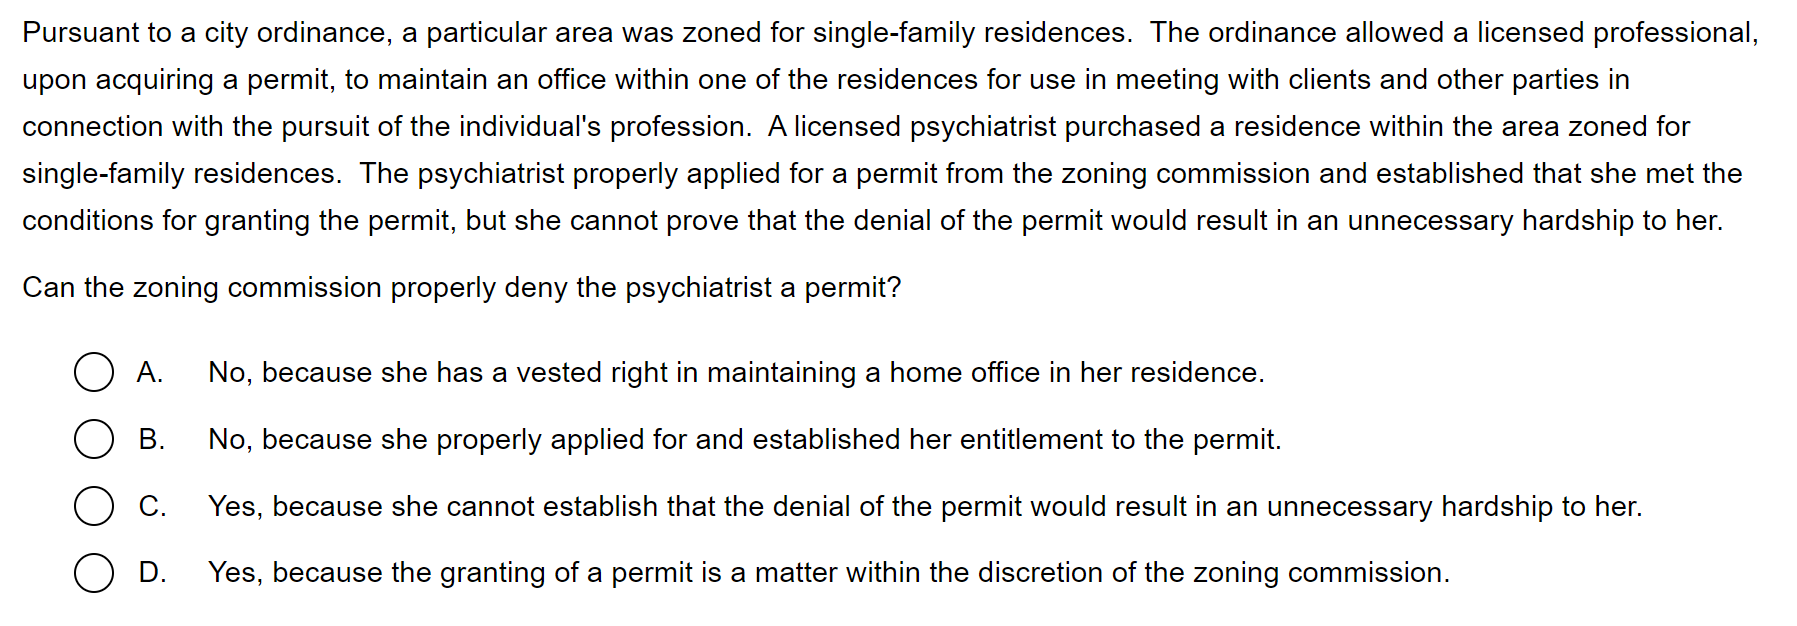 Pursuant to a city ordinance, a particular area was zoned for single-family residences.  The ordinance allowed a licensed professional,
upon acquiring a permit, to maintain an office within one of the residences for use in meeting with clients and other parties in
connection with the pursuit of the individual's profession.  A licensed psychiatrist purchased a residence within the area zoned for
single-family residences.  The psychiatrist properly applied for a permit from the zoning commission and established that she met the
conditions for granting the permit, but she cannot prove that the denial of the permit would result in an unnecessary hardship to her.
Can the zoning commission properly deny the psychiatrist a permit?
A. No, because she has a vested right in maintaining a home office in her residence.
B. No, because she properly applied for and established her entitlement to the permit.
C. Yes, because she cannot establish that the denial of the permit would result in an unnecessary hardship to her.
D. Yes, because the granting of a permit is a matter within the discretion of the zoning commission.